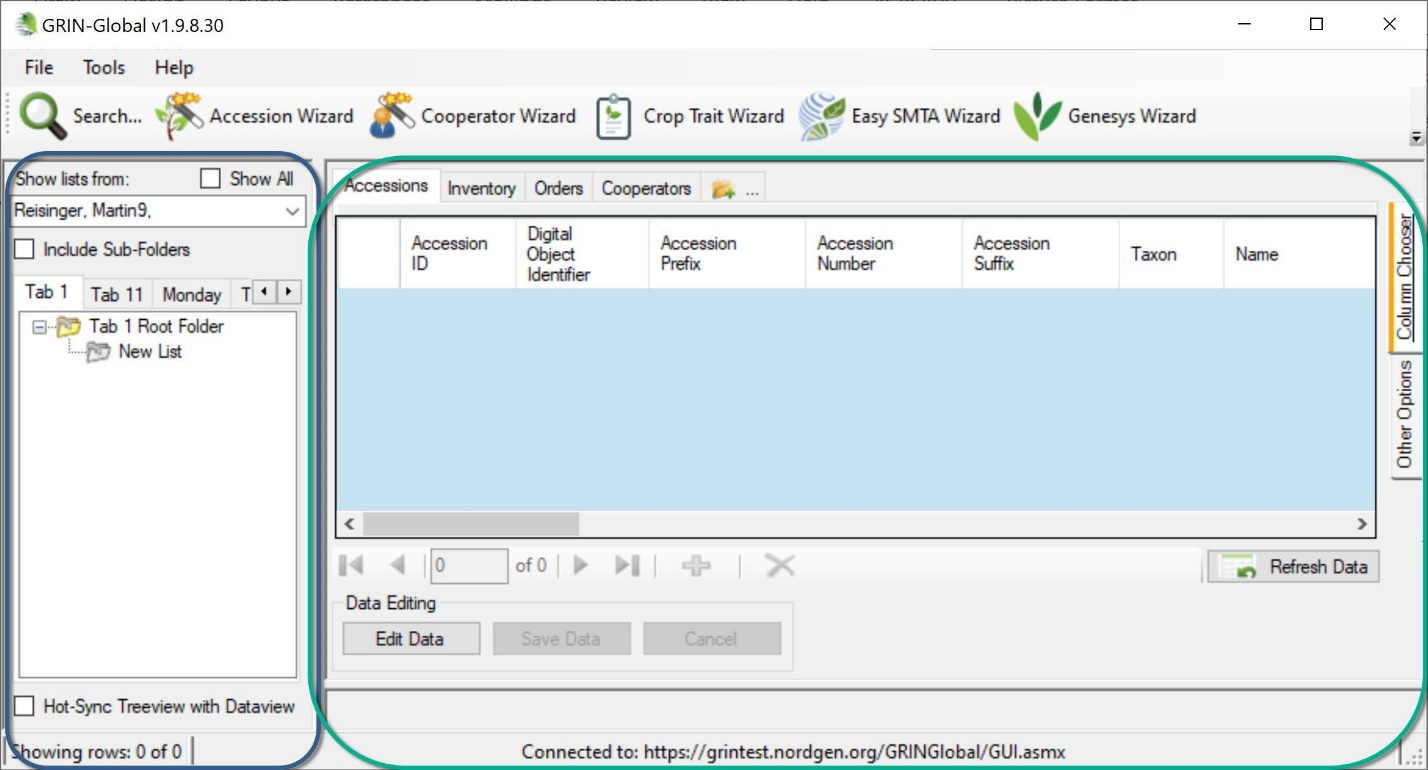 GRIN-Global v1.9.8.30
File Tools Help
Search... Accession Wizard Cooperator Wizard Crop Trait Wizard Easy SMTA Wizard Genesys Wizard
Show lists from: Show All
Reisinger, Martin9,
Include Sub-Folders
Tab 1 Tab 11 Monday T
Tab 1 Root Folder
New List
Hot-Sync Treeview with Dataview
Accessions Inventory Orders Cooperators ...
Accession ID
Digital Object Identifier
Accession Prefix
Accession Number
Accession Suffix
Taxon
Name
Column Chooser
Other Options
0 of 0
Refresh Data
Data Editing
Edit Data Save Data Cancel
Showing rows: 0 of 0
Connected to: https://grintest.nordgen.org/GRINGlobal/GUI.asmx